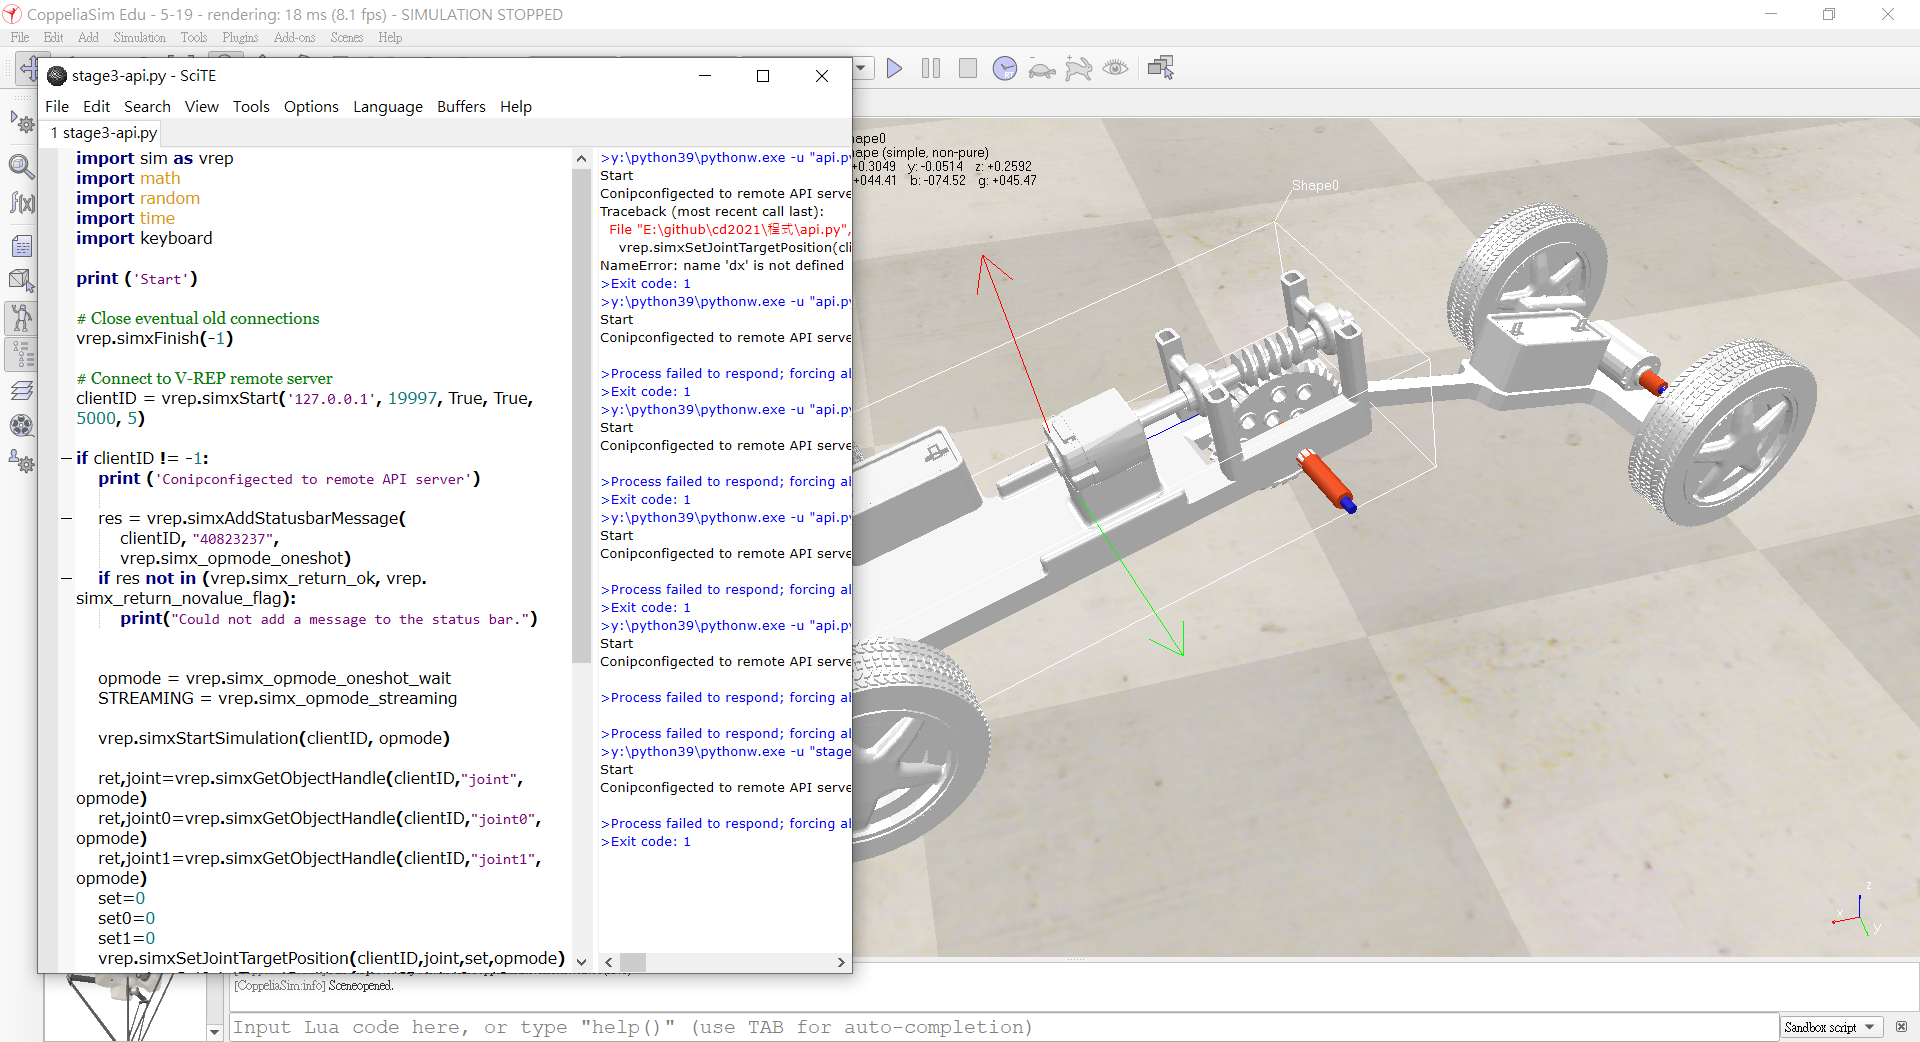 CoppeliaSim Edu - 5-19 - rendering: 18 ms (8.1 fps) - SIMULATION STOPPED
File Edit Add Simulation Tools Plugins Add-ons Scenes Help
stage3-api.py - SciTE
File Edit Search View Tools Options Language Buffers Help
1 stage3-api.py
import sim as vrep
import math
import random
import time
import keyboard
print ('Start')
# Close eventual old connections
vrep.simxFinish(-1)
# Connect to V-REP remote server
clientID = vrep.simxStart('127.0.0.1', 19997, True, True,
5000, 5)
if clientID != -1:
print ('Conipconfigected to remote API server')
res = vrep.simxAddStatusbarMessage(
clientID, "40823237",
vrep.simx_opmode_oneshot)
if res not in (vrep.simx_return_ok, vrep.
simx_return_novalue_flag):
print("Could not add a message to the status bar.")
opmode = vrep.simx_opmode_oneshot_wait
STREAMING = vrep.simx_opmode_streaming
vrep.simxStartSimulation(clientID, opmode)
ret,joint=vrep.simxGetObjectHandle(clientID,"joint",
opmode)
ret,joint0=vrep.simxGetObjectHandle(clientID,"joint0",
opmode)
ret,joint1=vrep.simxGetObjectHandle(clientID,"joint1",
opmode)
set=0
set0=0
set1=0
vrep.simxSetJointTargetPosition(clientID,joint,set,opmode)
>y:\python39\pythonw.exe -u "api.py
Start
Conipconfigected to remote API serve
Traceback (most recent call last):
File "E:\github\cd2021\程式\api.py",
vrep.simxSetJointTargetPosition(cli
NameError: name 'dx' is not defined
>Exit code: 1
>y:\python39\pythonw.exe -u "api.py
Start
Conipconfigected to remote API serve
>Process failed to respond; forcing al
>Exit code: 1
>y:\python39\pythonw.exe -u "api.py
Start
Conipconfigected to remote API serve
>Process failed to respond; forcing al
>Exit code: 1
>y:\python39\pythonw.exe -u "api.py
Start
Conipconfigected to remote API serve
>Process failed to respond; forcing al
>Exit code: 1
>y:\python39\pythonw.exe -u "api.py
Start
Conipconfigected to remote API serve
>Process failed to respond; forcing al
>Process failed to respond; forcing al
>y:\python39\pythonw.exe -u "stage
Start
Conipconfigected to remote API serve
>Process failed to respond; forcing al
>Exit code: 1
hape0
ape (simple, non-pure)
+0.3049 y: -0.0514 z: +0.2592
+044.41 b: -074.52 g: +045.47
Shape0
z
x
y
[CoppeliaSim:info] Scene opened.
Input Lua code here, or type "help()" (use TAB for auto-completion)
Sandbox script